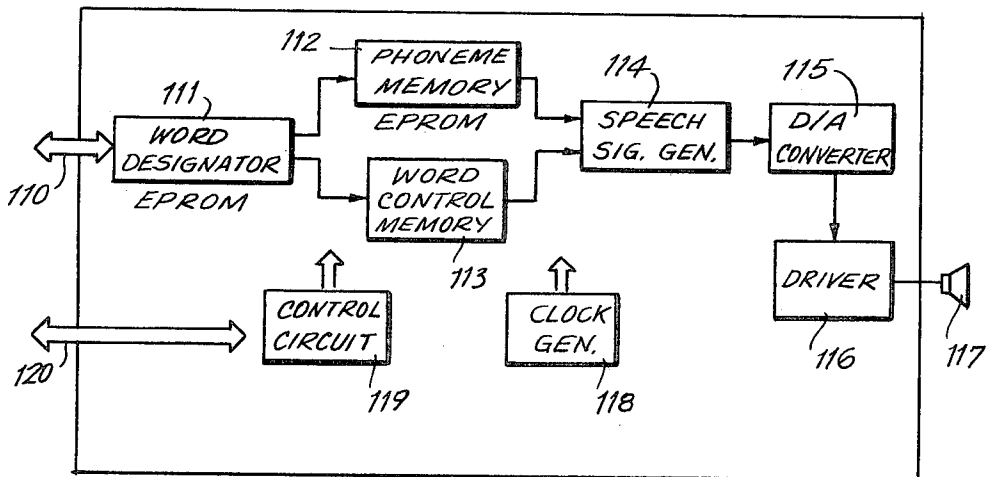 112
PHONEME
MEMORY
EPROM
111
WORD
DESIGNATOR
EPROM
110
WORD
CONTROL
MEMORY
113
114
SPEECH
SIG. GEN.
115
D/A
CONVERTER
DRIVER
116
117
CONTROL
CIRCUIT
119
CLOCK
GEN.
118
120